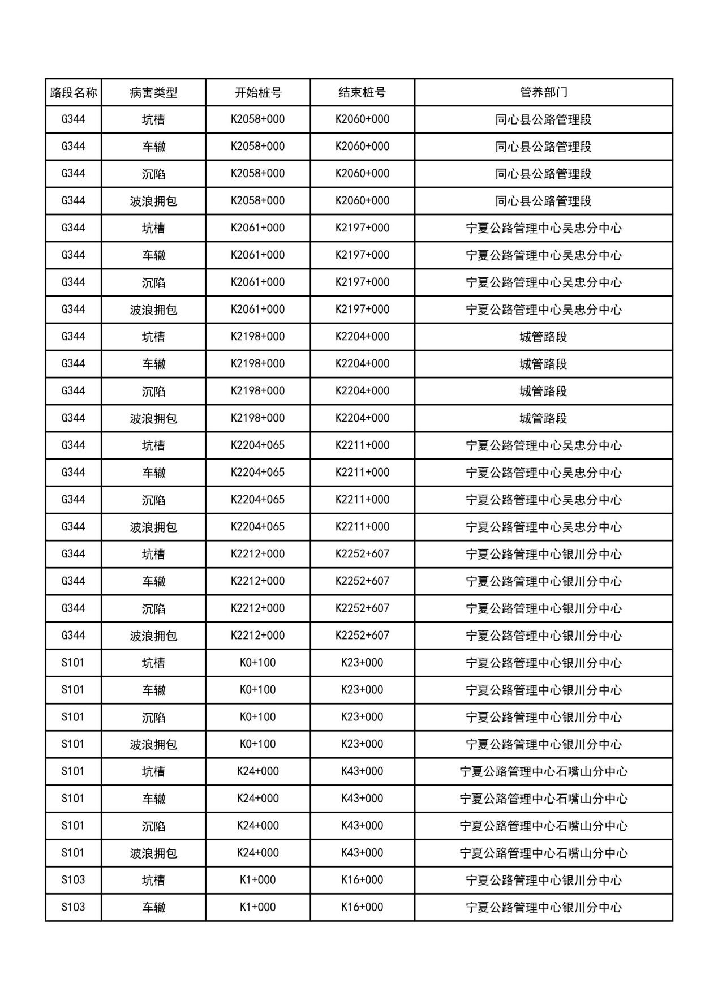 路段名称 病害类型 开始桩号 结束桩号 管养部门
G344 坑槽 K2058+000 K2060+000 同心县公路管理段
G344 车辙 K2058+000 K2060+000 同心县公路管理段
G344 沉陷 K2058+000 K2060+000 同心县公路管理段
G344 波浪拥包 K2058+000 K2060+000 同心县公路管理段
G344 坑槽 K2061+000 K2197+000 宁夏公路管理中心吴忠分中心
G344 车辙 K2061+000 K2197+000 宁夏公路管理中心吴忠分中心
G344 沉陷 K2061+000 K2197+000 宁夏公路管理中心吴忠分中心
G344 波浪拥包 K2061+000 K2197+000 宁夏公路管理中心吴忠分中心
G344 坑槽 K2198+000 K2204+000 城管路段
G344 车辙 K2198+000 K2204+000 城管路段
G344 沉陷 K2198+000 K2204+000 城管路段
G344 波浪拥包 K2198+000 K2204+000 城管路段
G344 坑槽 K2204+065 K2211+000 宁夏公路管理中心吴忠分中心
G344 车辙 K2204+065 K2211+000 宁夏公路管理中心吴忠分中心
G344 沉陷 K2204+065 K2211+000 宁夏公路管理中心吴忠分中心
G344 波浪拥包 K2204+065 K2211+000 宁夏公路管理中心吴忠分中心
G344 坑槽 K2212+000 K2252+607 宁夏公路管理中心银川分中心
G344 车辙 K2212+000 K2252+607 宁夏公路管理中心银川分中心
G344 沉陷 K2212+000 K2252+607 宁夏公路管理中心银川分中心
G344 波浪拥包 K2212+000 K2252+607 宁夏公路管理中心银川分中心
S101 坑槽 K0+100 K23+000 宁夏公路管理中心银川分中心
S101 车辙 K0+100 K23+000 宁夏公路管理中心银川分中心
S101 沉陷 K0+100 K23+000 宁夏公路管理中心银川分中心
S101 波浪拥包 K0+100 K23+000 宁夏公路管理中心银川分中心
S101 坑槽 K24+000 K43+000 宁夏公路管理中心石嘴山分中心
S101 车辙 K24+000 K43+000 宁夏公路管理中心石嘴山分中心
S101 沉陷 K24+000 K43+000 宁夏公路管理中心石嘴山分中心
S101 波浪拥包 K24+000 K43+000 宁夏公路管理中心石嘴山分中心
S103 坑槽 K1+000 K16+000 宁夏公路管理中心银川分中心
S103 车辙 K1+000 K16+000 宁夏公路管理中心银川分中心